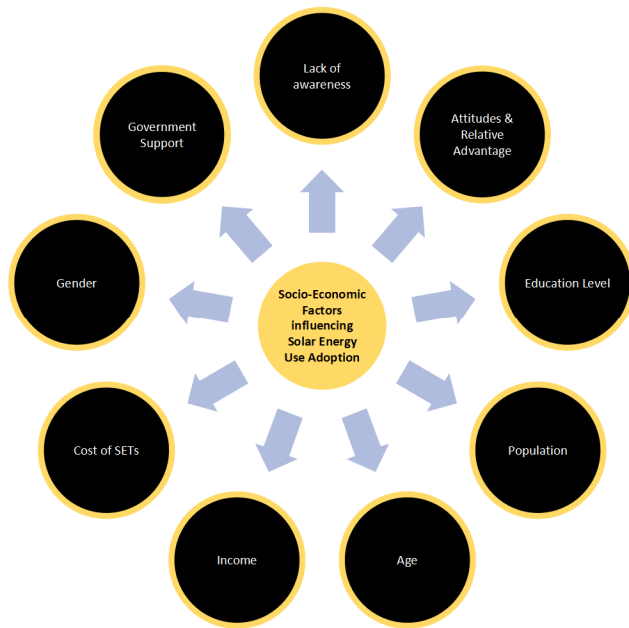 Lack of
awareness
Attitudes &
Relative
Advantage
Education Level
Population
Age
Income
Cost of SETs
Gender
Government
Support
Socio-Economic
Factors
influencing
Solar Energy
Use Adoption